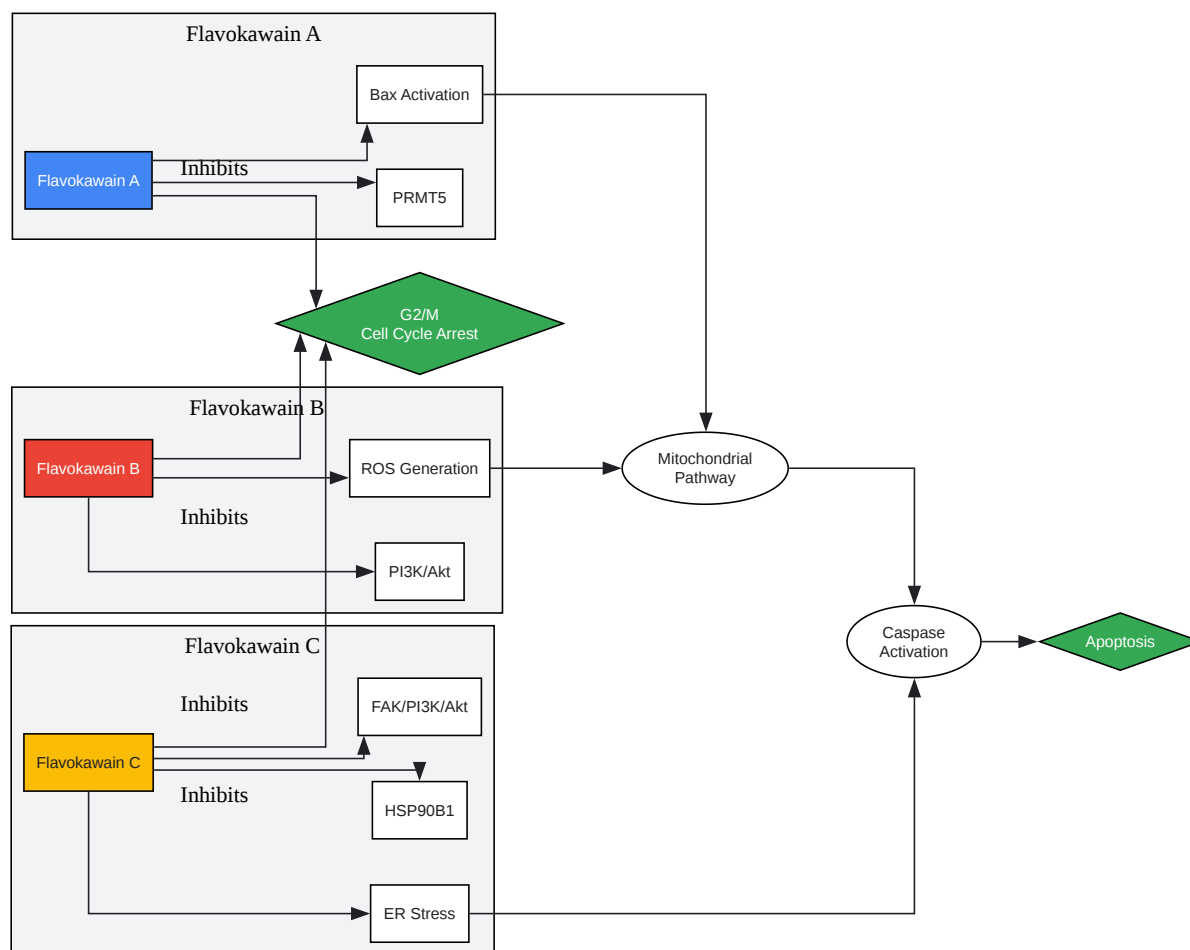 Flavokawain A
Bax Activation
Inhibits
Flavokawain A
PRMT5
G2/M
Cell Cycle Arrest
Flavokawain B
Flavokawain B
ROS Generation
Inhibits
PI3K/Akt
Mitochondrial
Pathway
Caspase
Activation
Apoptosis
Flavokawain C
Inhibits
FAK/PI3K/Akt
Flavokawain C
Inhibits
HSP90B1
ER Stress